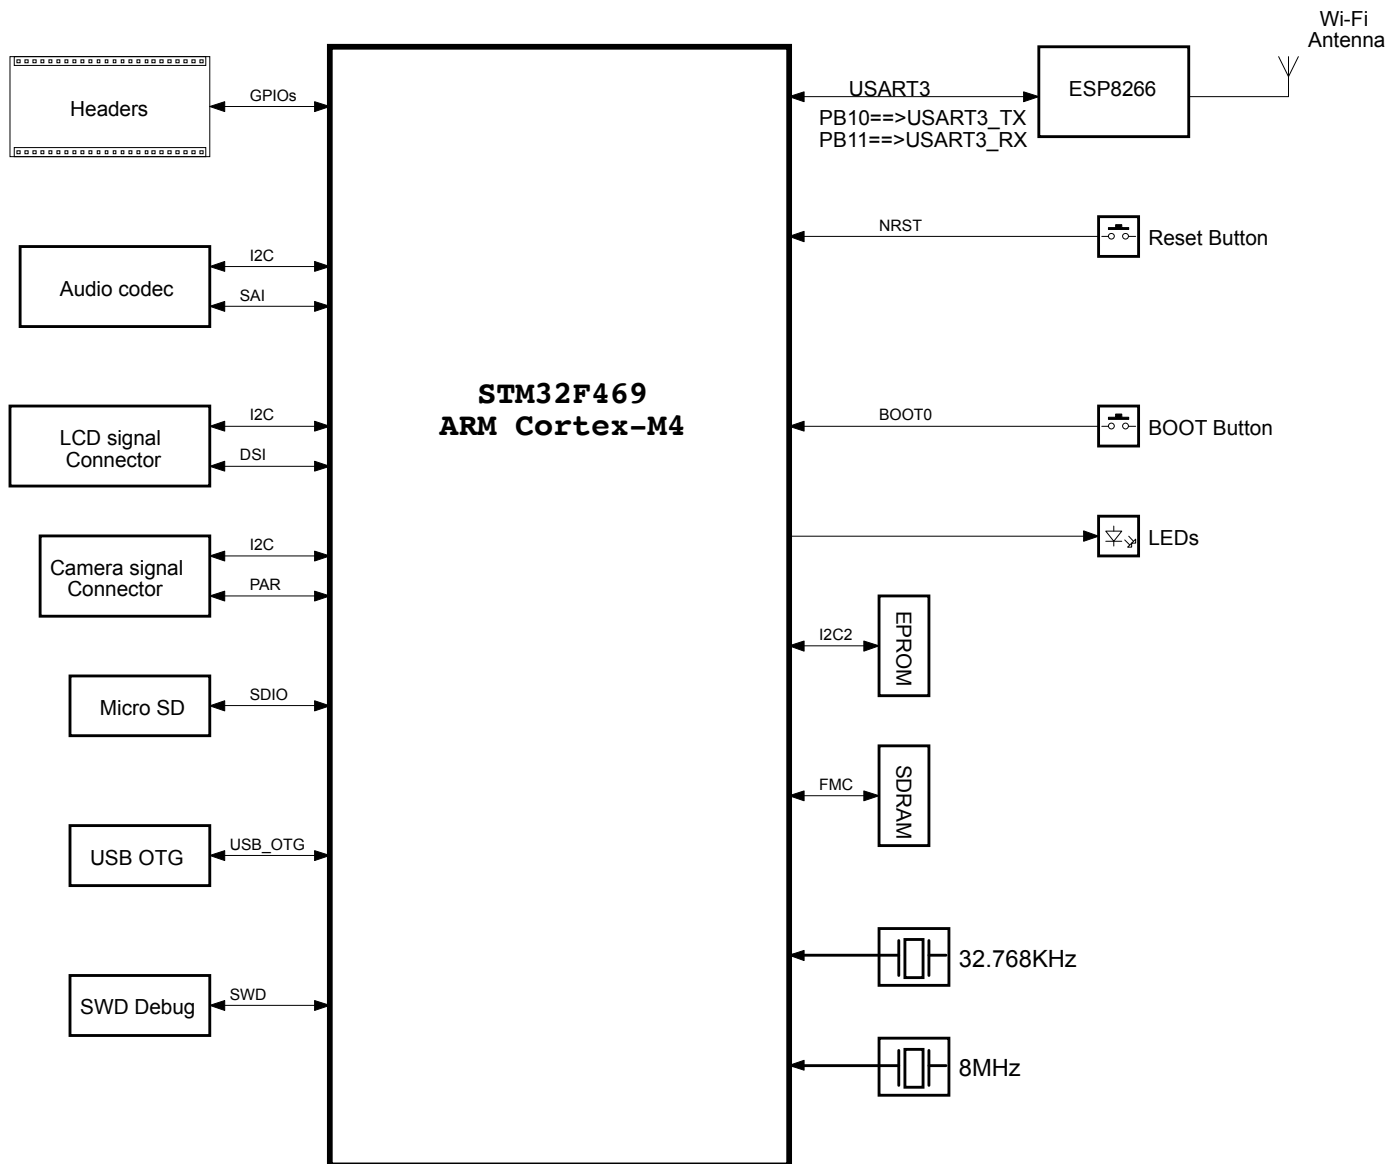 Wi-Fi
Antenna
Headers
GPIOs
USART3
PB10==>USART3_TX
PB11==>USART3_RX
ESP8266
NRST
Reset Button
Audio codec
I2C
SAI
STM32F469
ARM Cortex-M4
LCD signal
Connector
I2C
DSI
BOOT0
BOOT Button
Camera signal
Connector
I2C
PAR
LEDs
I2C2
EPROM
Micro SD
SDIO
FMC
SDRAM
USB OTG
USB_OTG
32.768KHz
SWD Debug
SWD
8MHz